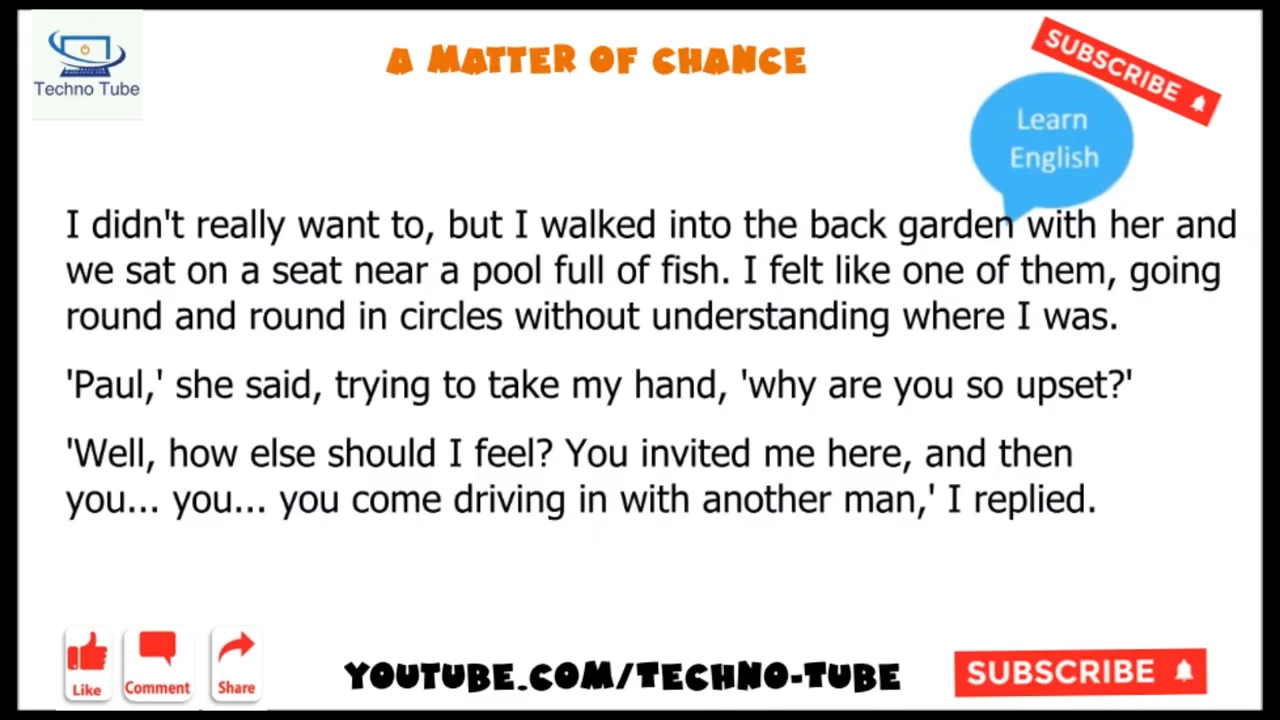 A MATTER OF CHANCE
SUBSCRIBE
Techno Tube
Learn
English
I didn't really want to, but I walked into the back garden with her and
we sat on a seat near a pool full of fish. I felt like one of them, going
round and round in circles without understanding where I was.
'Paul,' she said, trying to take my hand, 'why are you so upset?'
'Well, how else should I feel? You invited me here, and then
you... you... you come driving in with another man,' I replied.
Like
Comment
Share
YOUTUBE.COM/TECHNO-TUBE
SUBSCRIBE